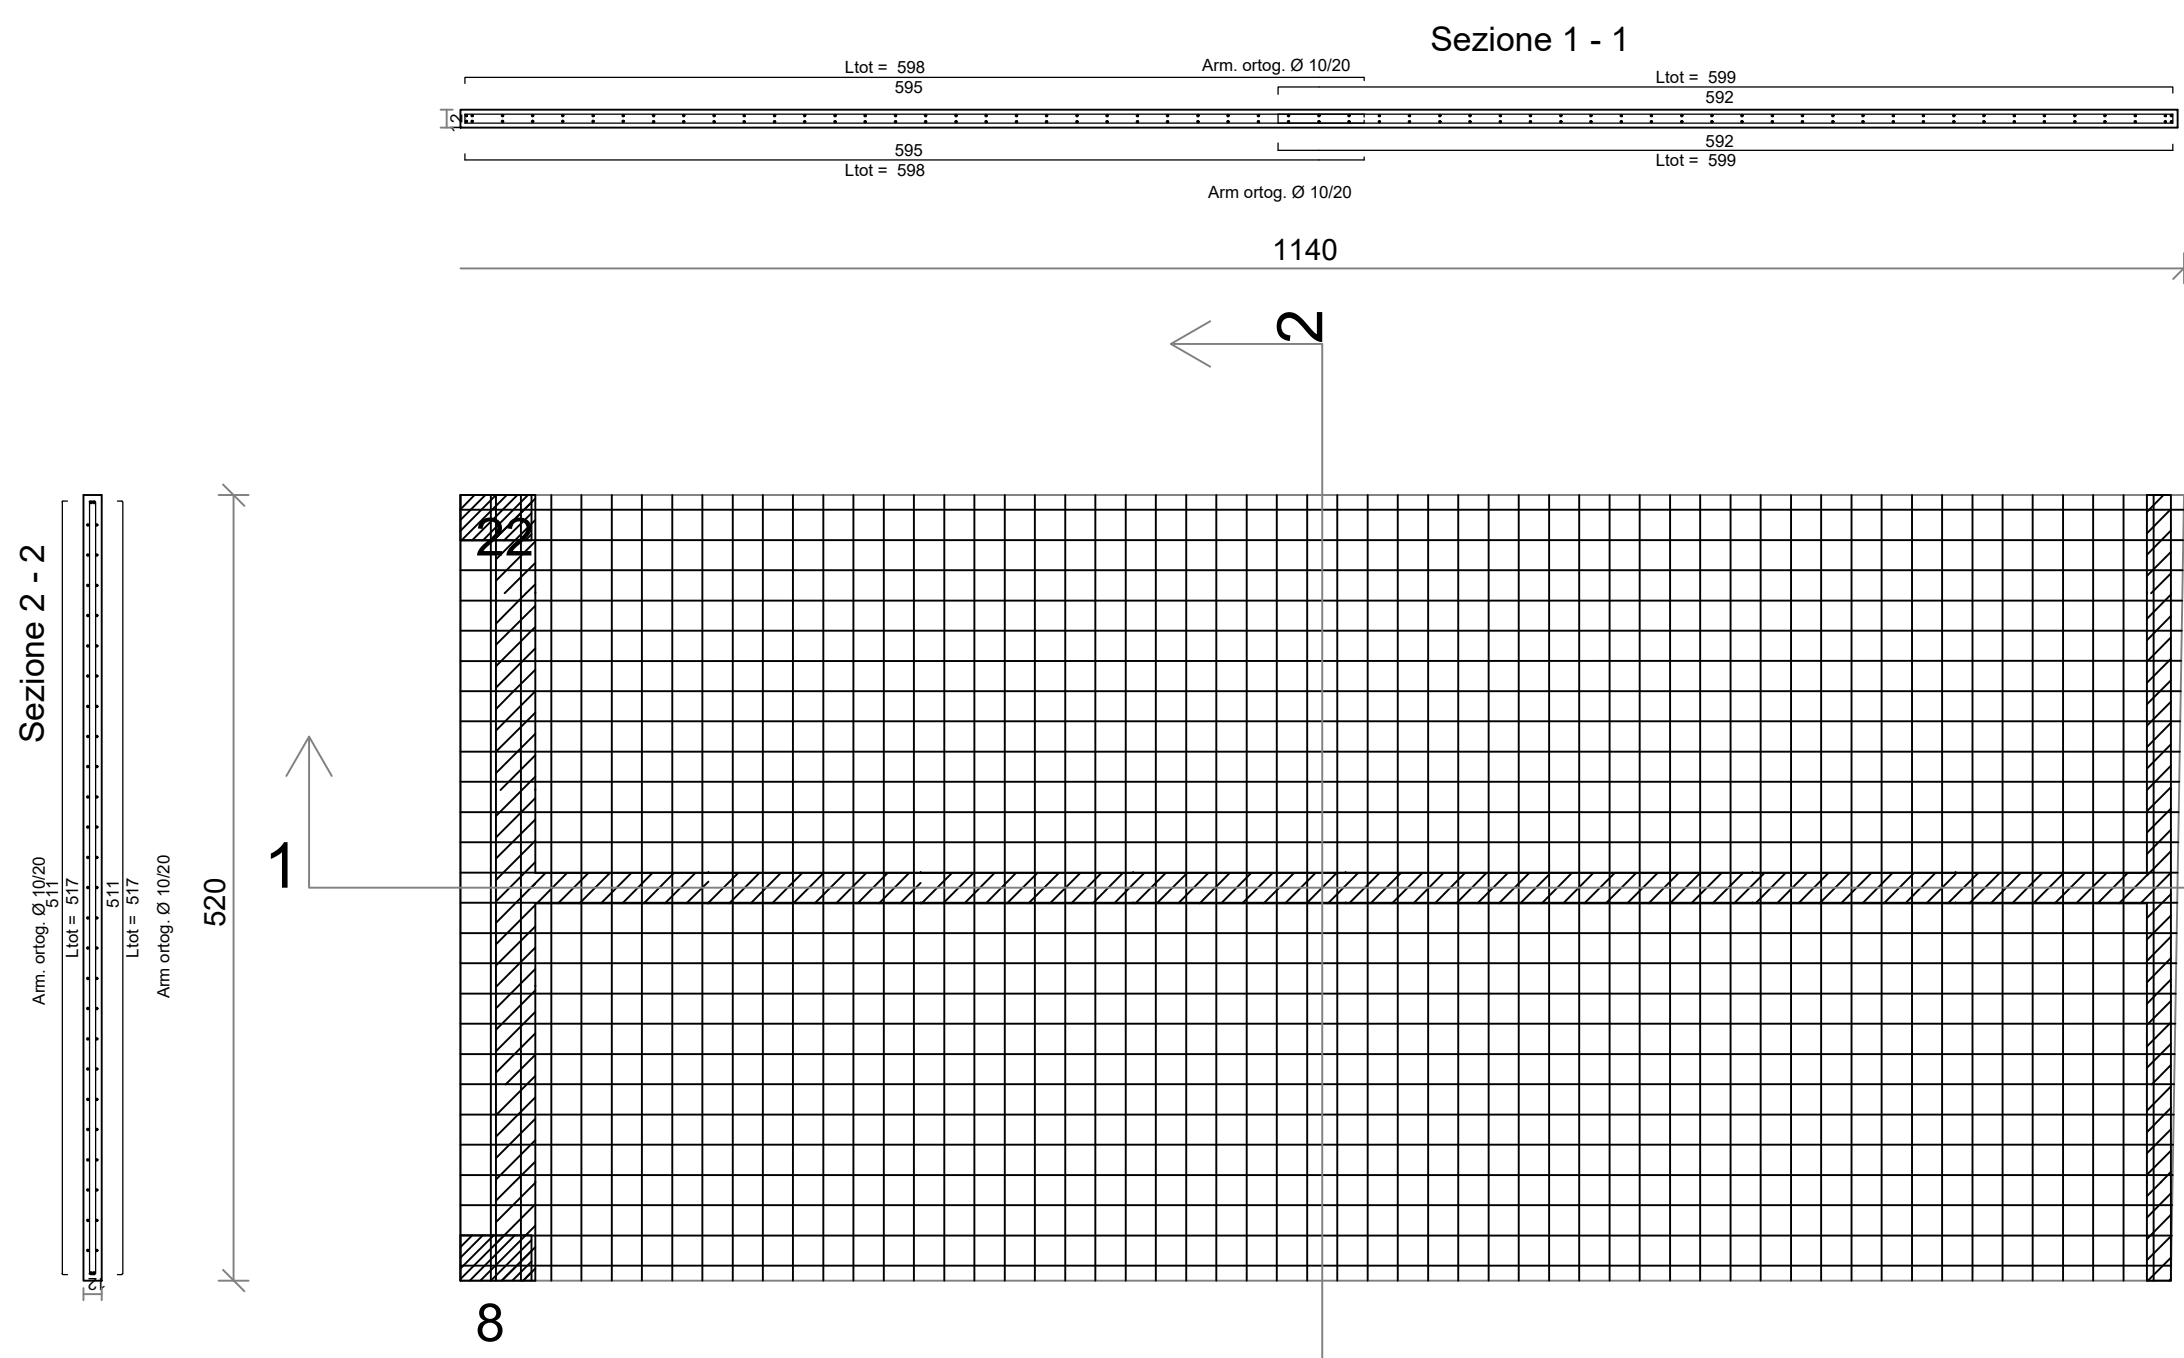 Sezione 1 - 1
Ltot = 598
Arm. ortog. Ø 10/20
Ltot = 599
595
592
12
595
592
Ltot = 598
Ltot = 599
Arm ortog. Ø 10/20
1140
2
22
1
8
Sezione 2 - 2
Arm. ortog. Ø 10/20
511
Ltot = 517
511
Ltot = 517
Arm ortog. Ø 10/20
520
12